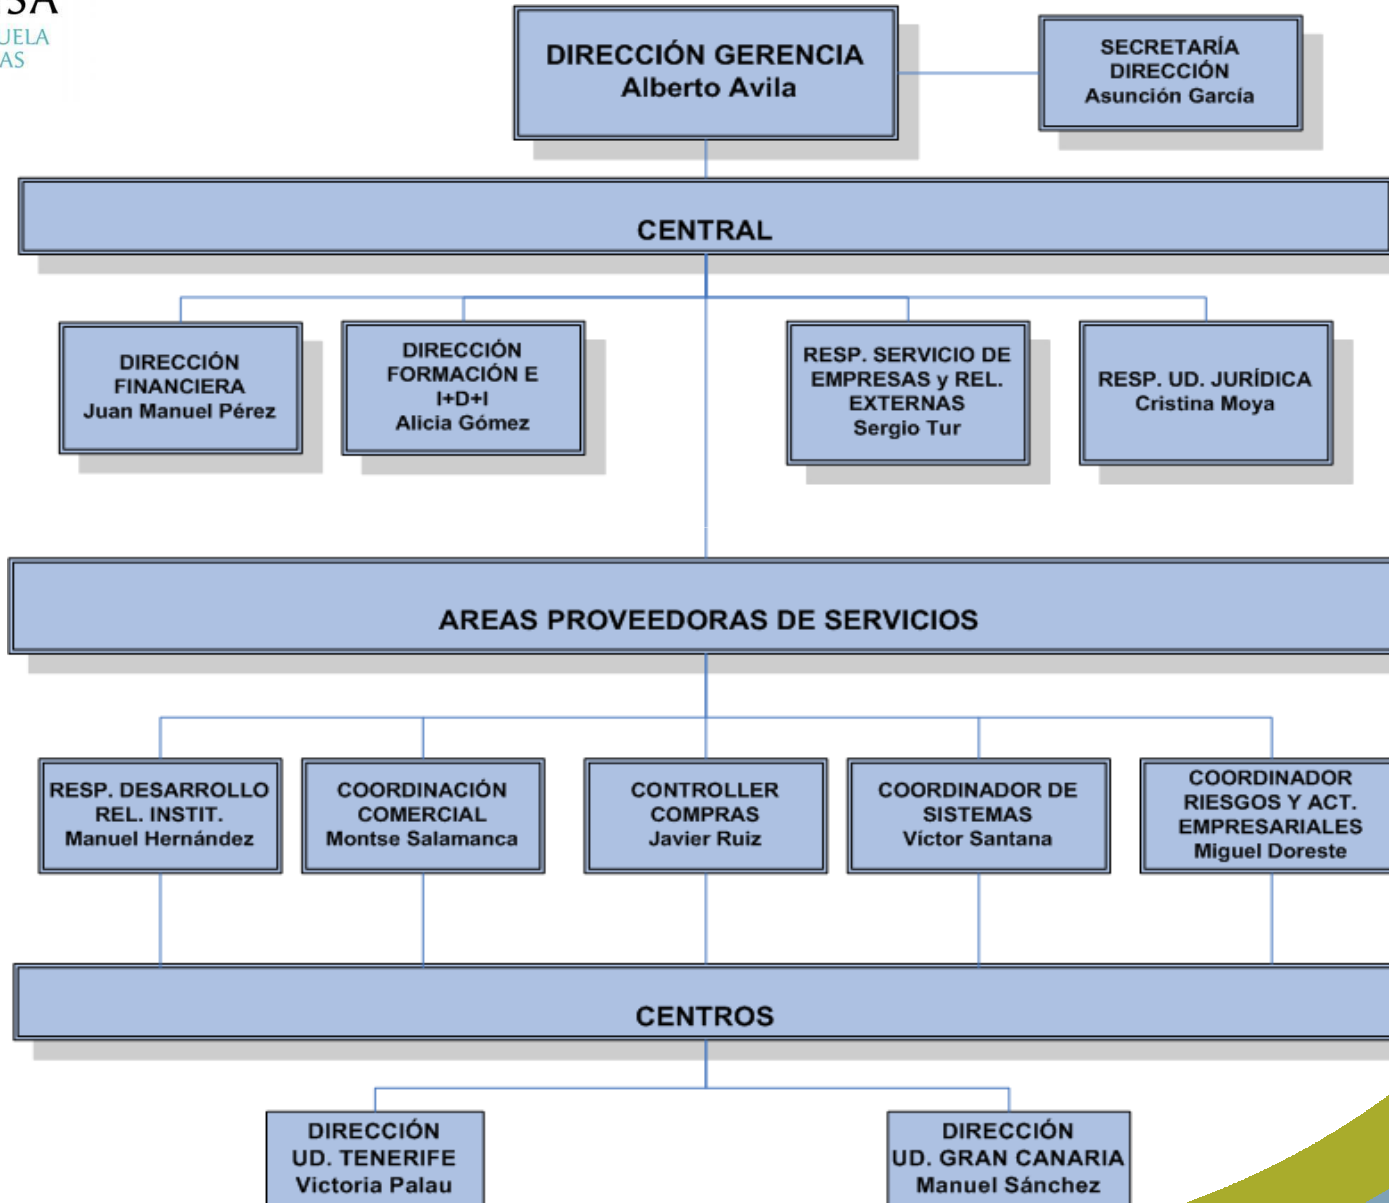 DIRECCIÓN GERENCIA
Alberto Avila
SECRETARÍA
DIRECCIÓN
Asunción García
CENTRAL
DIRECCIÓN
FINANCIERA
Juan Manuel Pérez
DIRECCIÓN
FORMACIÓN E
I+D+I
Alicia Gómez
RESP. SERVICIO DE
EMPRESAS y REL.
EXTERNAS
Sergio Tur
RESP. UD. JURÍDICA
Cristina Moya
AREAS PROVEEDORAS DE SERVICIOS
RESP. DESARROLLO
REL. INSTIT.
Manuel Hernández
COORDINACIÓN
COMERCIAL
Montse Salamanca
CONTROLLER
COMPRAS
Javier Ruiz
COORDINADOR DE
SISTEMAS
Víctor Santana
COORDINADOR
RIESGOS Y ACT.
EMPRESARIALES
Miguel Doreste
CENTROS
DIRECCIÓN
UD. TENERIFE
Victoria Palau
DIRECCIÓN
UD. GRAN CANARIA
Manuel Sánchez